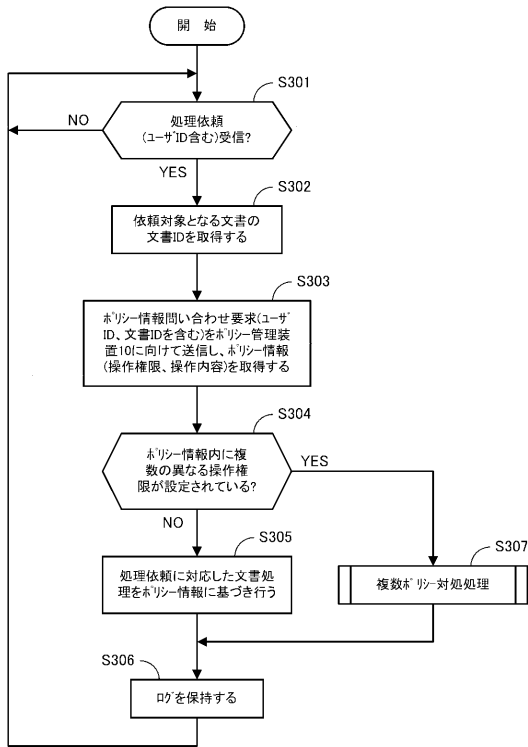 開　始
S301
処理依頼
(ユーザID含む)受信?
NO
YES
S302
依頼対象となる文書の
文書IDを取得する
S303
ポリシー情報問い合わせ要求(ユーザ
ID、文書IDを含む)をポリシー管理装
置10に向けて送信し、ポリシー情報
(操作権限、操作内容)を取得する
S304
ポリシー情報内に複
数の異なる操作権
限が設定されている?
YES
NO
S305
処理依頼に対応した文書処
理をポリシー情報に基づき行う
S307
複数ポリシー対処処理
S306
ログを保持する